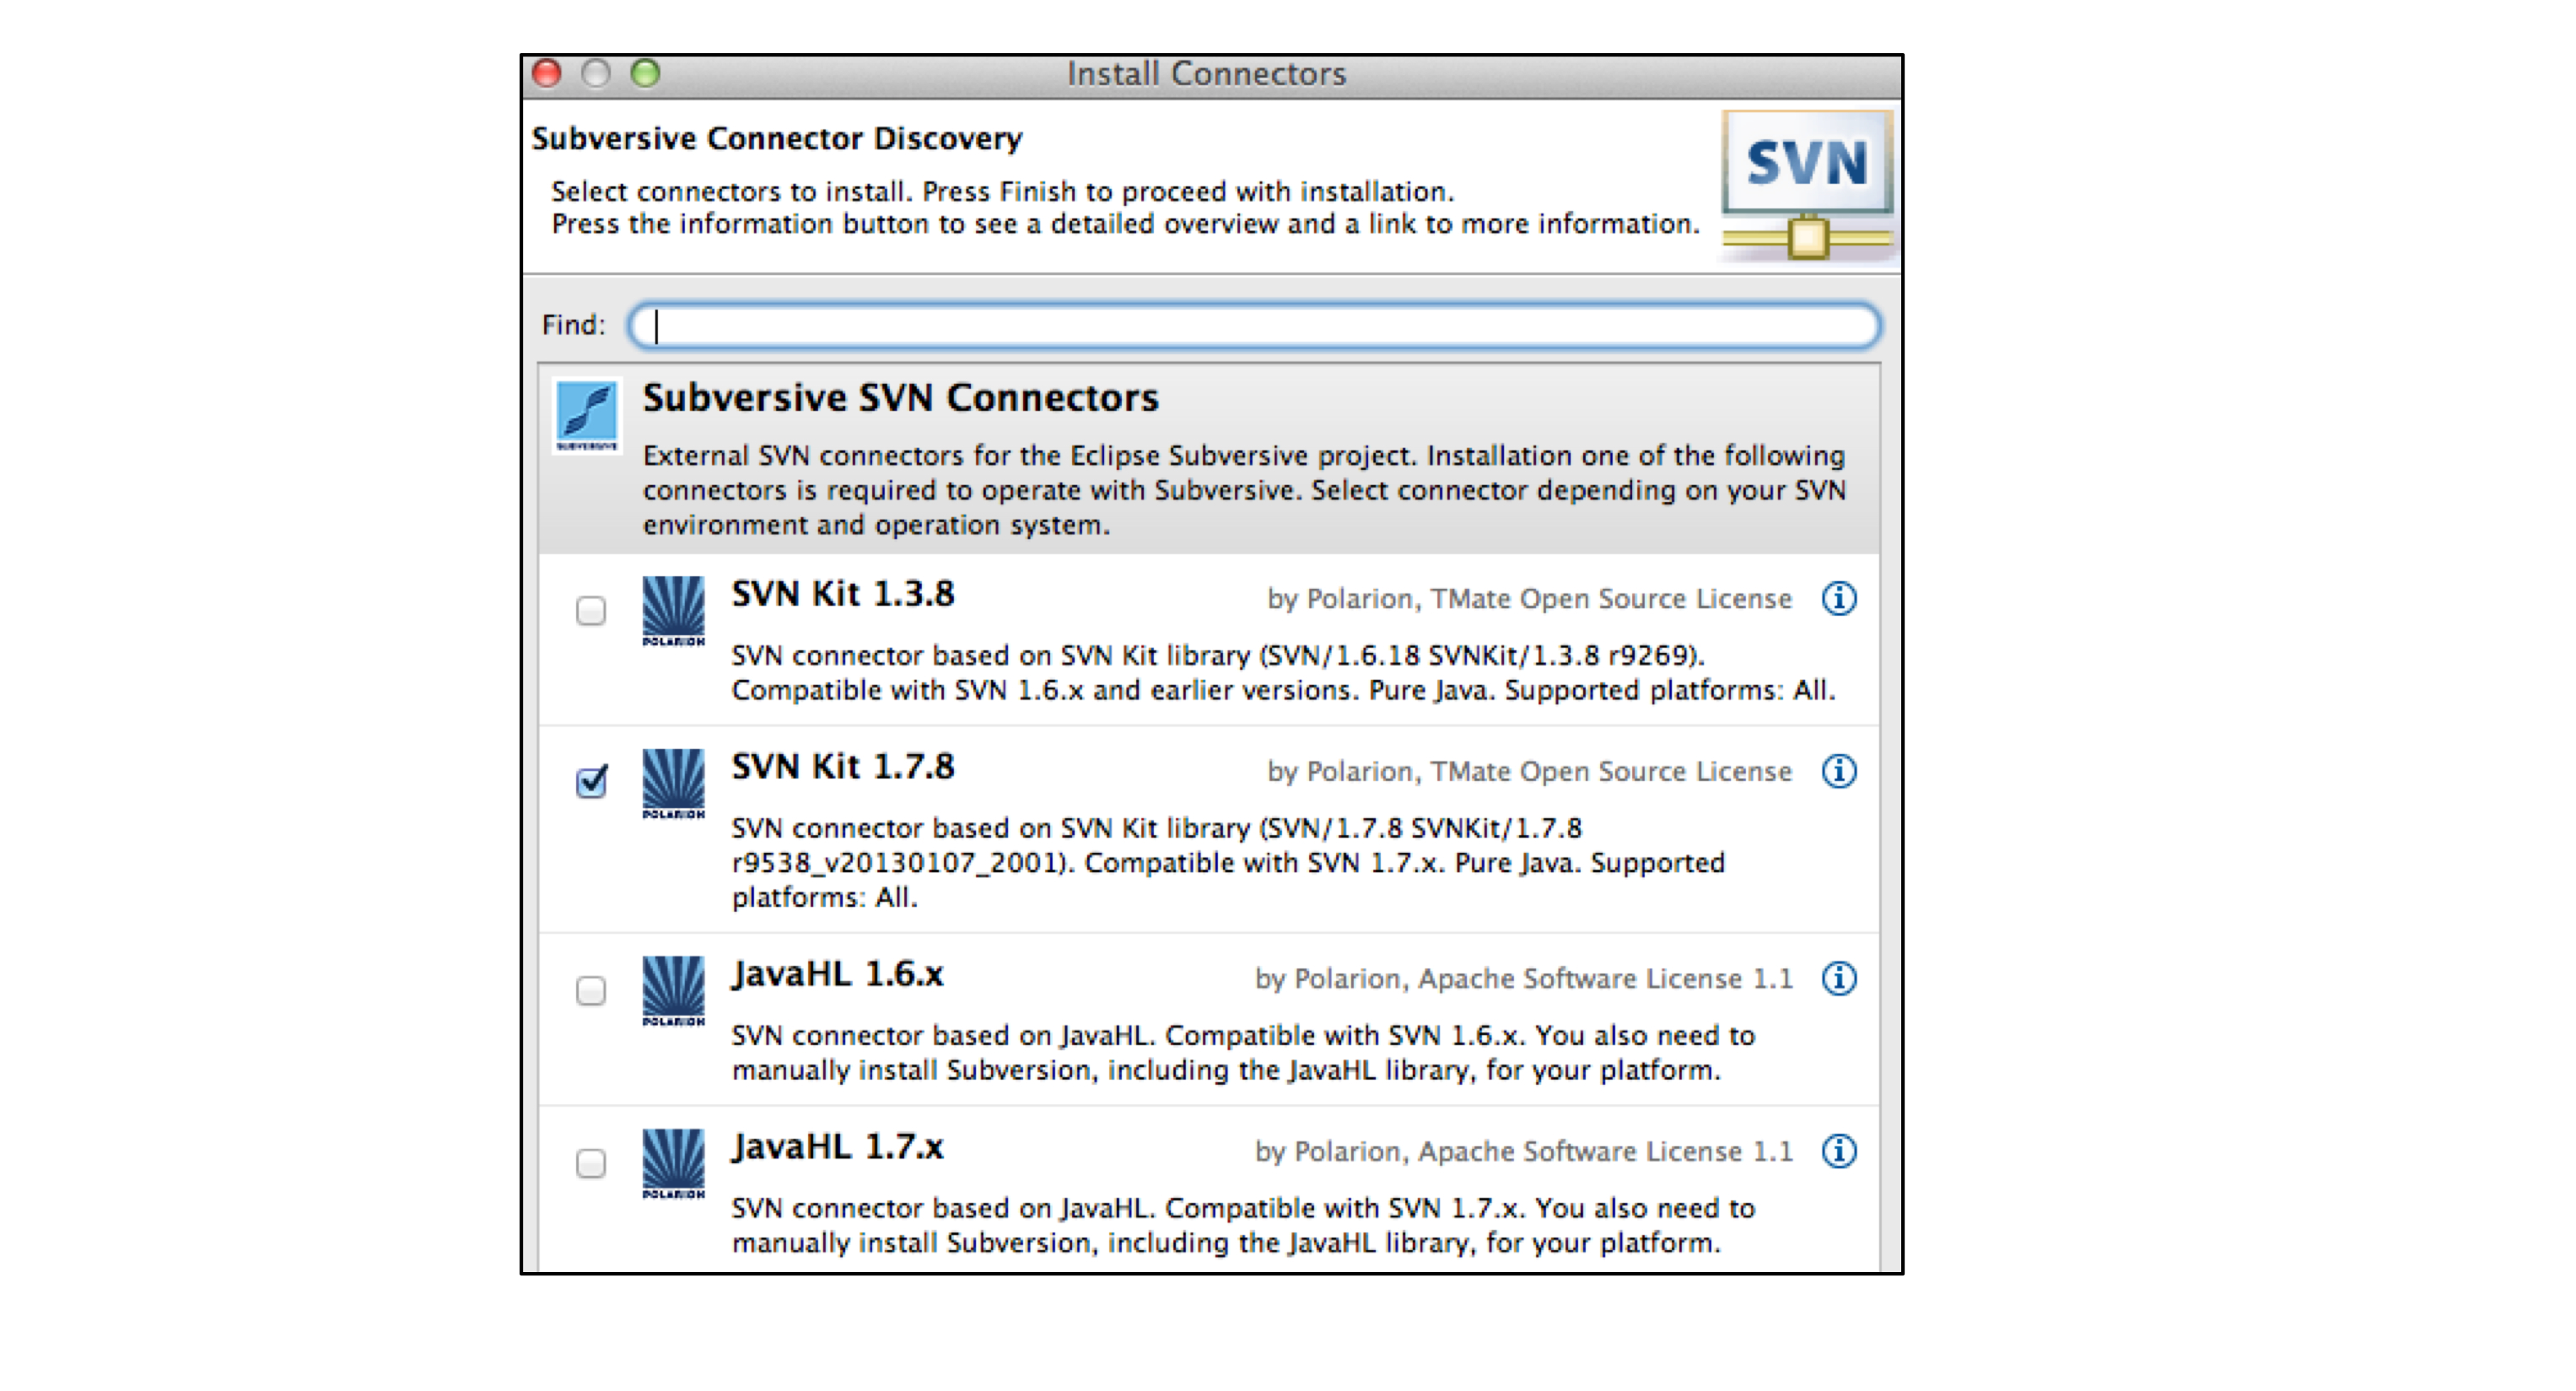 Install Connectors
Subversive Connector Discovery
Select connectors to install. Press Finish to proceed with installation.
Press the information button to see a detailed overview and a link to more information.
SVN
Find:
SUBVERSIVE
Subversive SVN Connectors
External SVN connectors for the Eclipse Subversive project. Installation one of the following
connectors is required to operate with Subversive. Select connector depending on your SVN
environment and operation system.
POLARION
SVN Kit 1.3.8
by Polarion, TMate Open Source License
SVN connector based on SVN Kit library (SVN/1.6.18 SVNKit/1.3.8 r9269).
Compatible with SVN 1.6.x and earlier versions. Pure Java. Supported platforms: All.
POLARION
SVN Kit 1.7.8
by Polarion, TMate Open Source License
SVN connector based on SVN Kit library (SVN/1.7.8 SVNKit/1.7.8
r9538_v20130107_2001). Compatible with SVN 1.7.x. Pure Java. Supported
platforms: All.
POLARION
JavaHL 1.6.x
by Polarion, Apache Software License 1.1
SVN connector based on JavaHL. Compatible with SVN 1.6.x. You also need to
manually install Subversion, including the JavaHL library, for your platform.
POLARION
JavaHL 1.7.x
by Polarion, Apache Software License 1.1
SVN connector based on JavaHL. Compatible with SVN 1.7.x. You also need to
manually install Subversion, including the JavaHL library, for your platform.